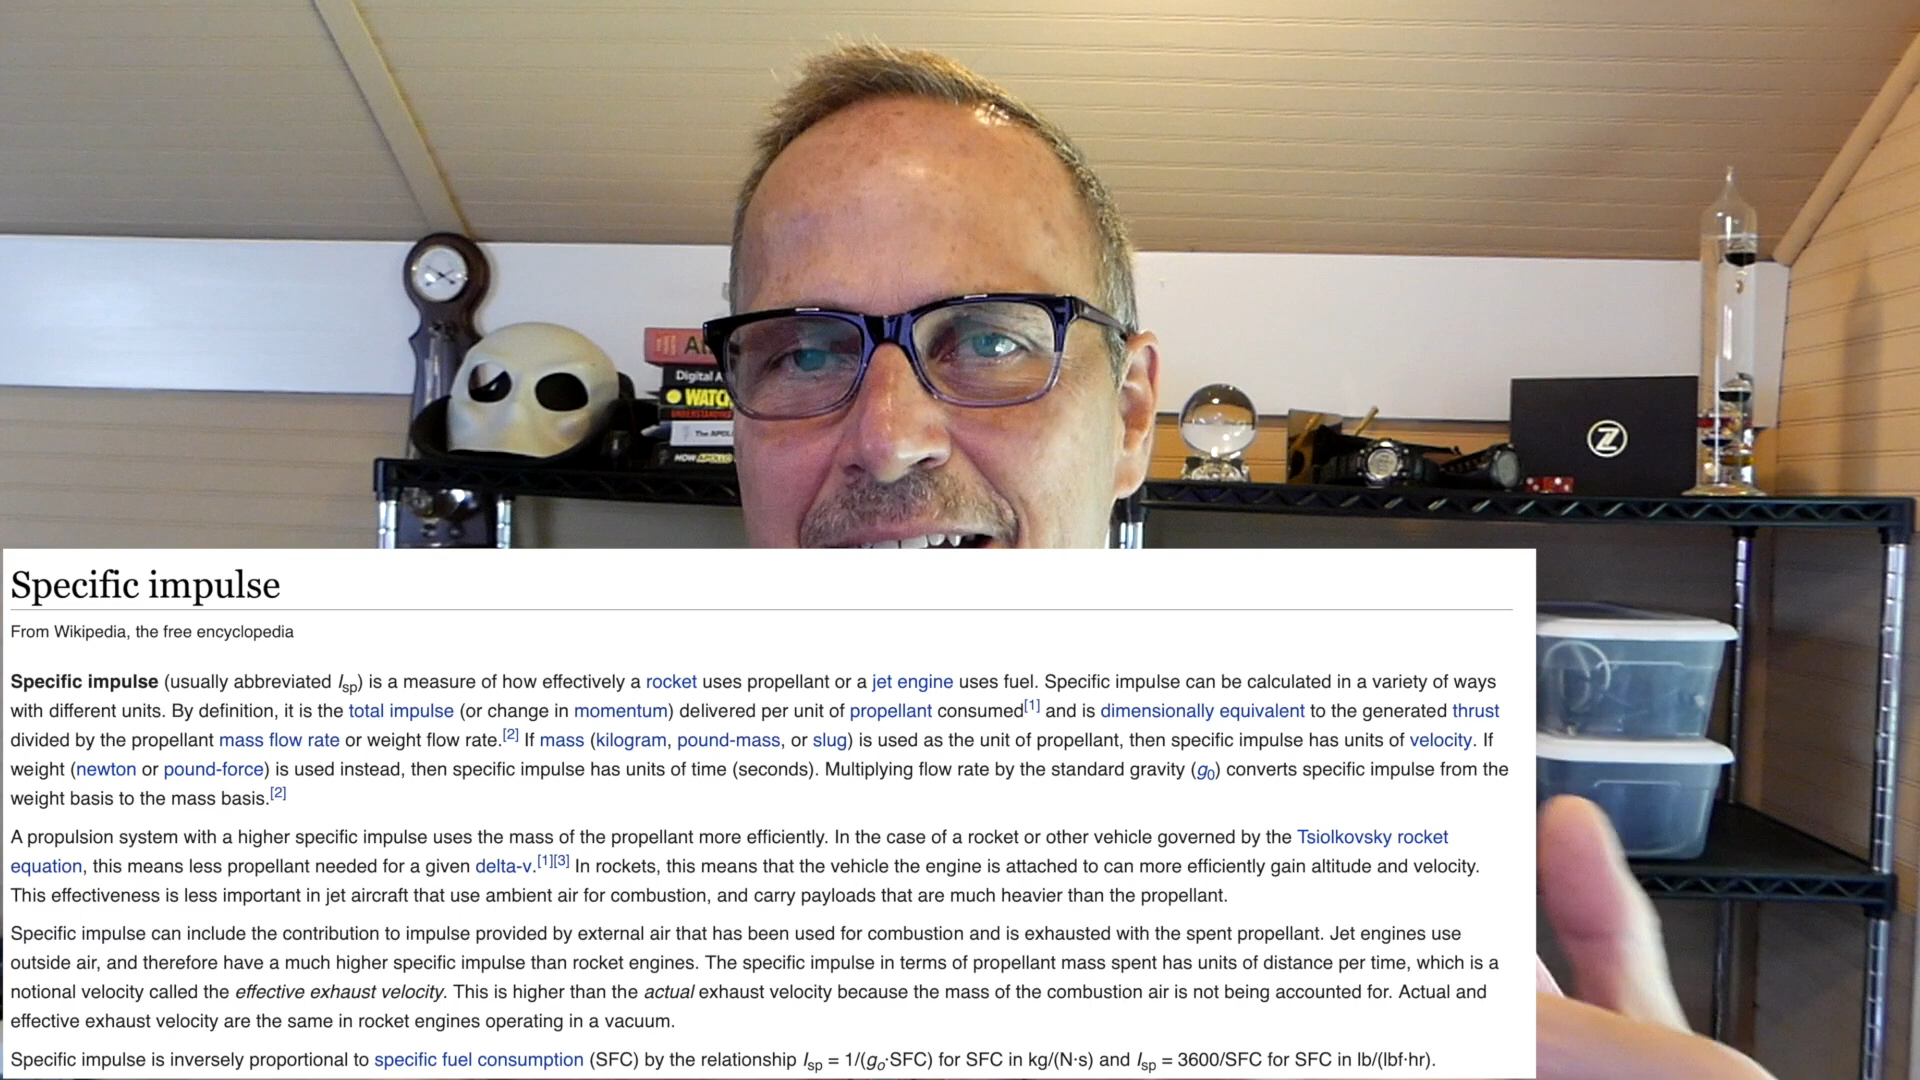 Digital A
WATCH
UNDERSTANDING
The APOL
HOW APOLLO
Z
Specific impulse
From Wikipedia, the free encyclopedia
Specific impulse (usually abbreviated Isp) is a measure of how effectively a rocket uses propellant or a jet engine uses fuel. Specific impulse can be calculated in a variety of ways
with different units. By definition, it is the total impulse (or change in momentum) delivered per unit of propellant consumed[1] and is dimensionally equivalent to the generated thrust
divided by the propellant mass flow rate or weight flow rate.[2] If mass (kilogram, pound-mass, or slug) is used as the unit of propellant, then specific impulse has units of velocity. If
weight (newton or pound-force) is used instead, then specific impulse has units of time (seconds). Multiplying flow rate by the standard gravity (g0) converts specific impulse from the
weight basis to the mass basis.[2]
A propulsion system with a higher specific impulse uses the mass of the propellant more efficiently. In the case of a rocket or other vehicle governed by the Tsiolkovsky rocket
equation, this means less propellant needed for a given delta-v.[1][3] In rockets, this means that the vehicle the engine is attached to can more efficiently gain altitude and velocity.
This effectiveness is less important in jet aircraft that use ambient air for combustion, and carry payloads that are much heavier than the propellant.
Specific impulse can include the contribution to impulse provided by external air that has been used for combustion and is exhausted with the spent propellant. Jet engines use
outside air, and therefore have a much higher specific impulse than rocket engines. The specific impulse in terms of propellant mass spent has units of distance per time, which is a
notional velocity called the effective exhaust velocity. This is higher than the actual exhaust velocity because the mass of the combustion air is not being accounted for. Actual and
effective exhaust velocity are the same in rocket engines operating in a vacuum.
Specific impulse is inversely proportional to specific fuel consumption (SFC) by the relationship Isp = 1/(go·SFC) for SFC in kg/(N·s) and Isp = 3600/SFC for SFC in lb/(lbf·hr).